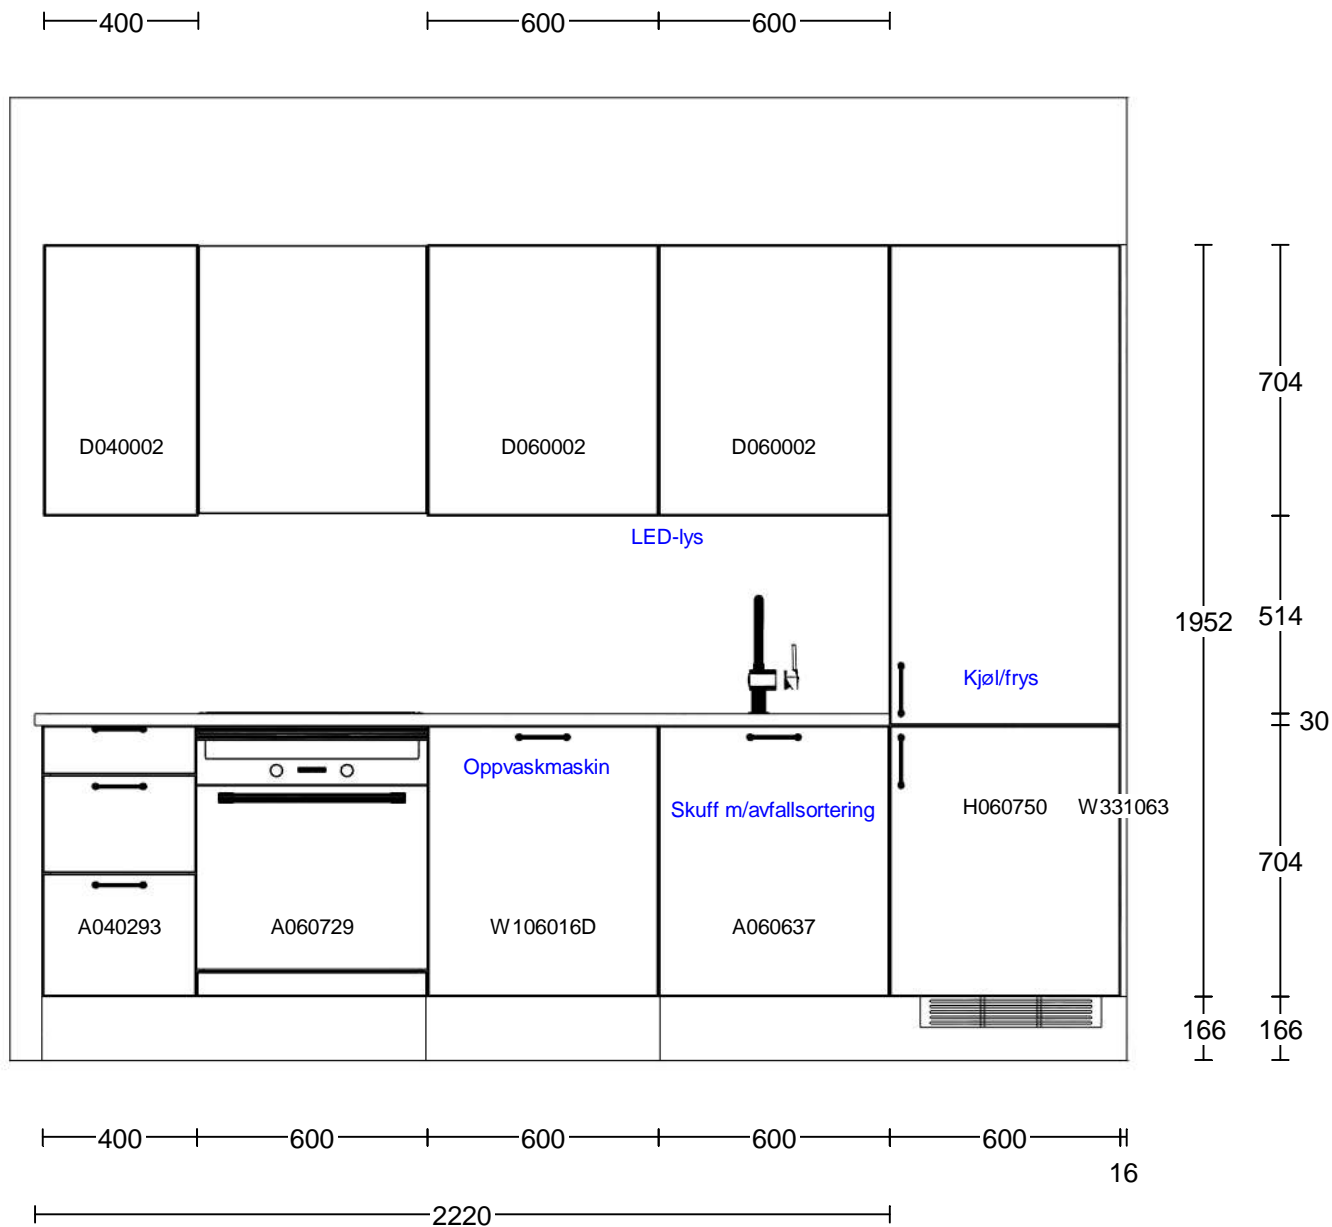 400 600 600
D040002 D060002 D060002
704
LED-lys
1952 514
Kjøl/frys
30
Oppvaskmaskin
Skuff m/avfallsortering H060750 W331063
704
A040293 A060729 W106016D A060637
166 166
400 600 600 600 600
16
2220